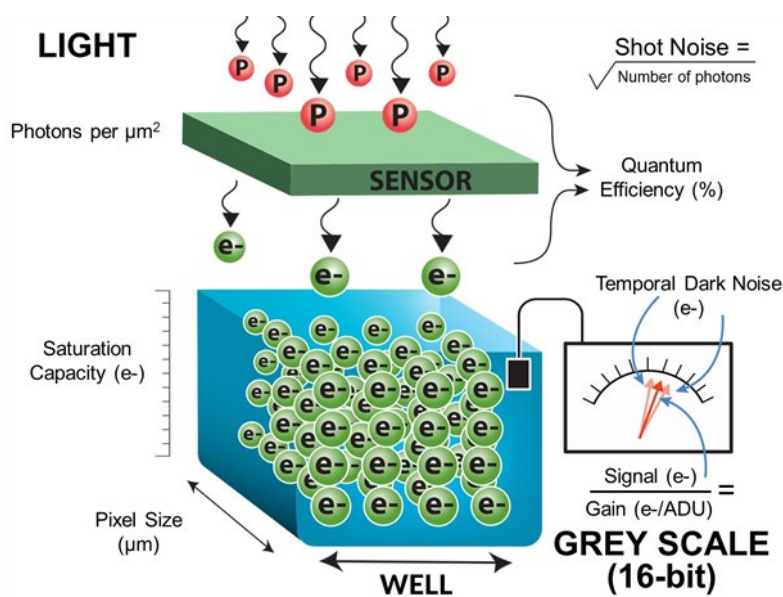 LIGHT
P
P
P
P
P
P
P
Shot Noise =
√Number of photons
Photons per µm²
SENSOR
Quantum
Efficiency (%)
e-
e-
e-
Temporal Dark Noise
(e-)
Saturation
Capacity (e-)
e- e- e- e-
e- e- e- e-
e- e- e- e-
e- e- e- e-
e- e- e- e-
e- e- e- e-
Signal (e-)
Gain (e-/ADU)
=
Pixel Size
(µm)
WELL
GREY SCALE
(16-bit)